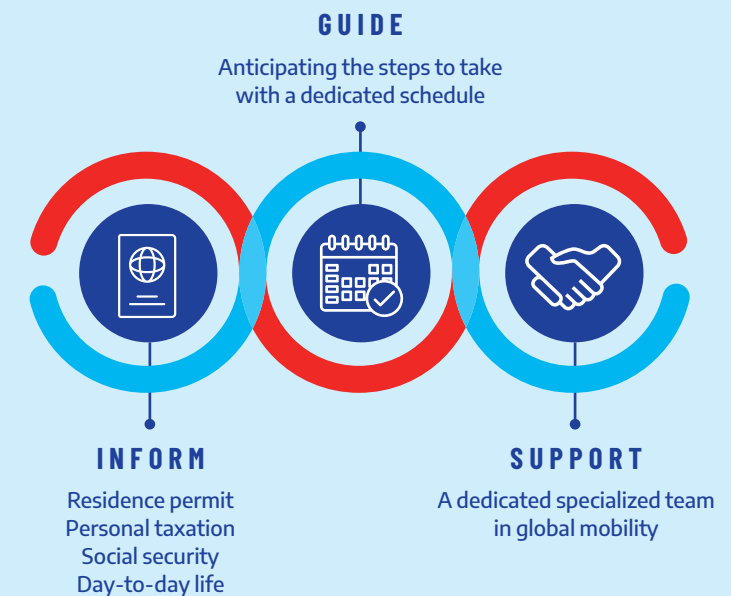 GUIDE
Anticipating the steps to take
with a dedicated schedule
INFORM
Residence permit
Personal taxation
Social security
Day-to-day life
SUPPORT
A dedicated specialized team
in global mobility